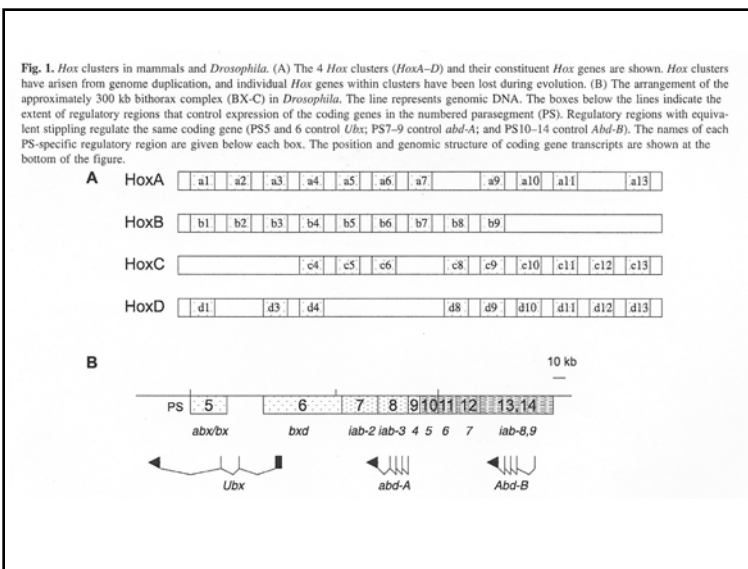 Fig. 1. Hox clusters in mammals and Drosophila. (A) The 4 Hox clusters (HoxA–D) and their constituent Hox genes are shown. Hox clusters
have arisen from genome duplication, and individual Hox genes within clusters have been lost during evolution. (B) The arrangement of the
approximately 300 kb bithorax complex (BX-C) in Drosophila. The line represents genomic DNA. The boxes below the lines indicate the
extent of regulatory regions that control expression of the coding genes in the numbered parasegment (PS). Regulatory regions with equiva-
lent stippling regulate the same coding gene (PS5 and 6 control Ubx; PS7–9 control abd-A; and PS10–14 control Abd-B). The names of each
PS-specific regulatory region are given below each box. The position and genomic structure of coding gene transcripts are shown at the
bottom of the figure.
A HoxA a1 a2 a3 a4 a5 a6 a7 a9 a10 a11 a13
HoxB b1 b2 b3 b4 b5 b6 b7 b8 b9
HoxC c4 c5 c6 c8 c9 c10 c11 c12 c13
HoxD d1 d3 d4 d8 d9 d10 d11 d12 d13
B 10 kb
PS 5 6 7 8 9 10 11 12 13,14
abx/bx bxd iab-2 iab-3 4 5 6 7 iab-8,9
Ubx abd-A Abd-B